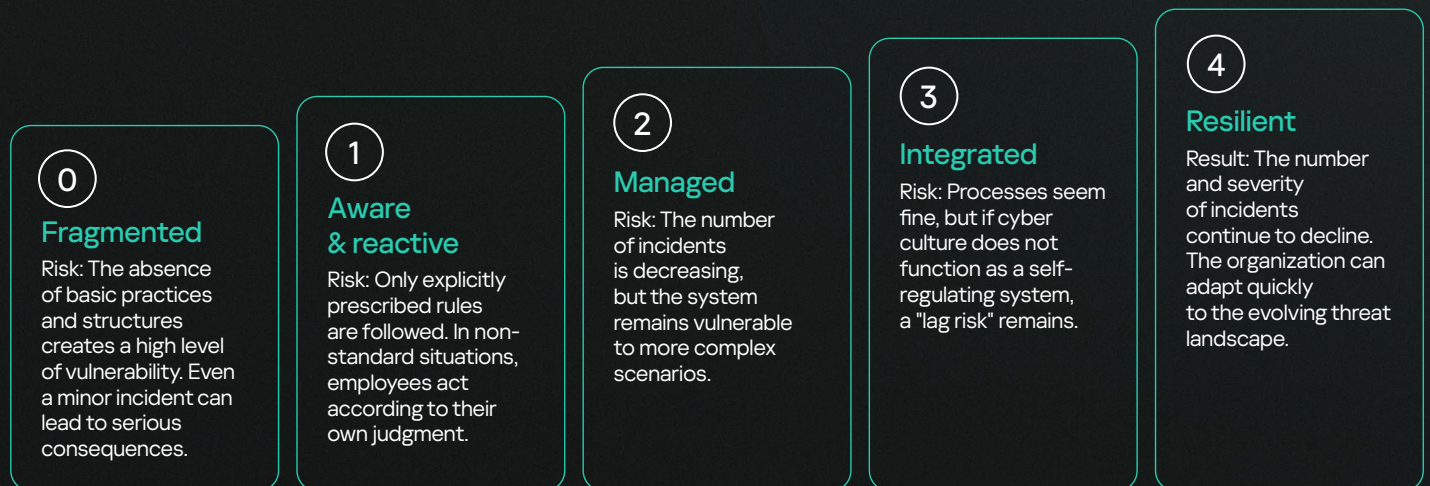 0
Fragmented
Risk: The absence
of basic practices
and structures
creates a high level
of vulnerability. Even
a minor incident can
lead to serious
consequences.
1
Aware
& reactive
Risk: Only explicitly
prescribed rules
are followed. In non-
standard situations,
employees act
according to their
own judgment.
2
Managed
Risk: The number
of incidents
is decreasing,
but the system
remains vulnerable
to more complex
scenarios.
3
Integrated
Risk: Processes seem
fine, but if cyber
culture does not
function as a self-
regulating system,
a "lag risk" remains.
4
Resilient
Result: The number
and severity
of incidents
continue to decline.
The organization can
adapt quickly
to the evolving threat
landscape.